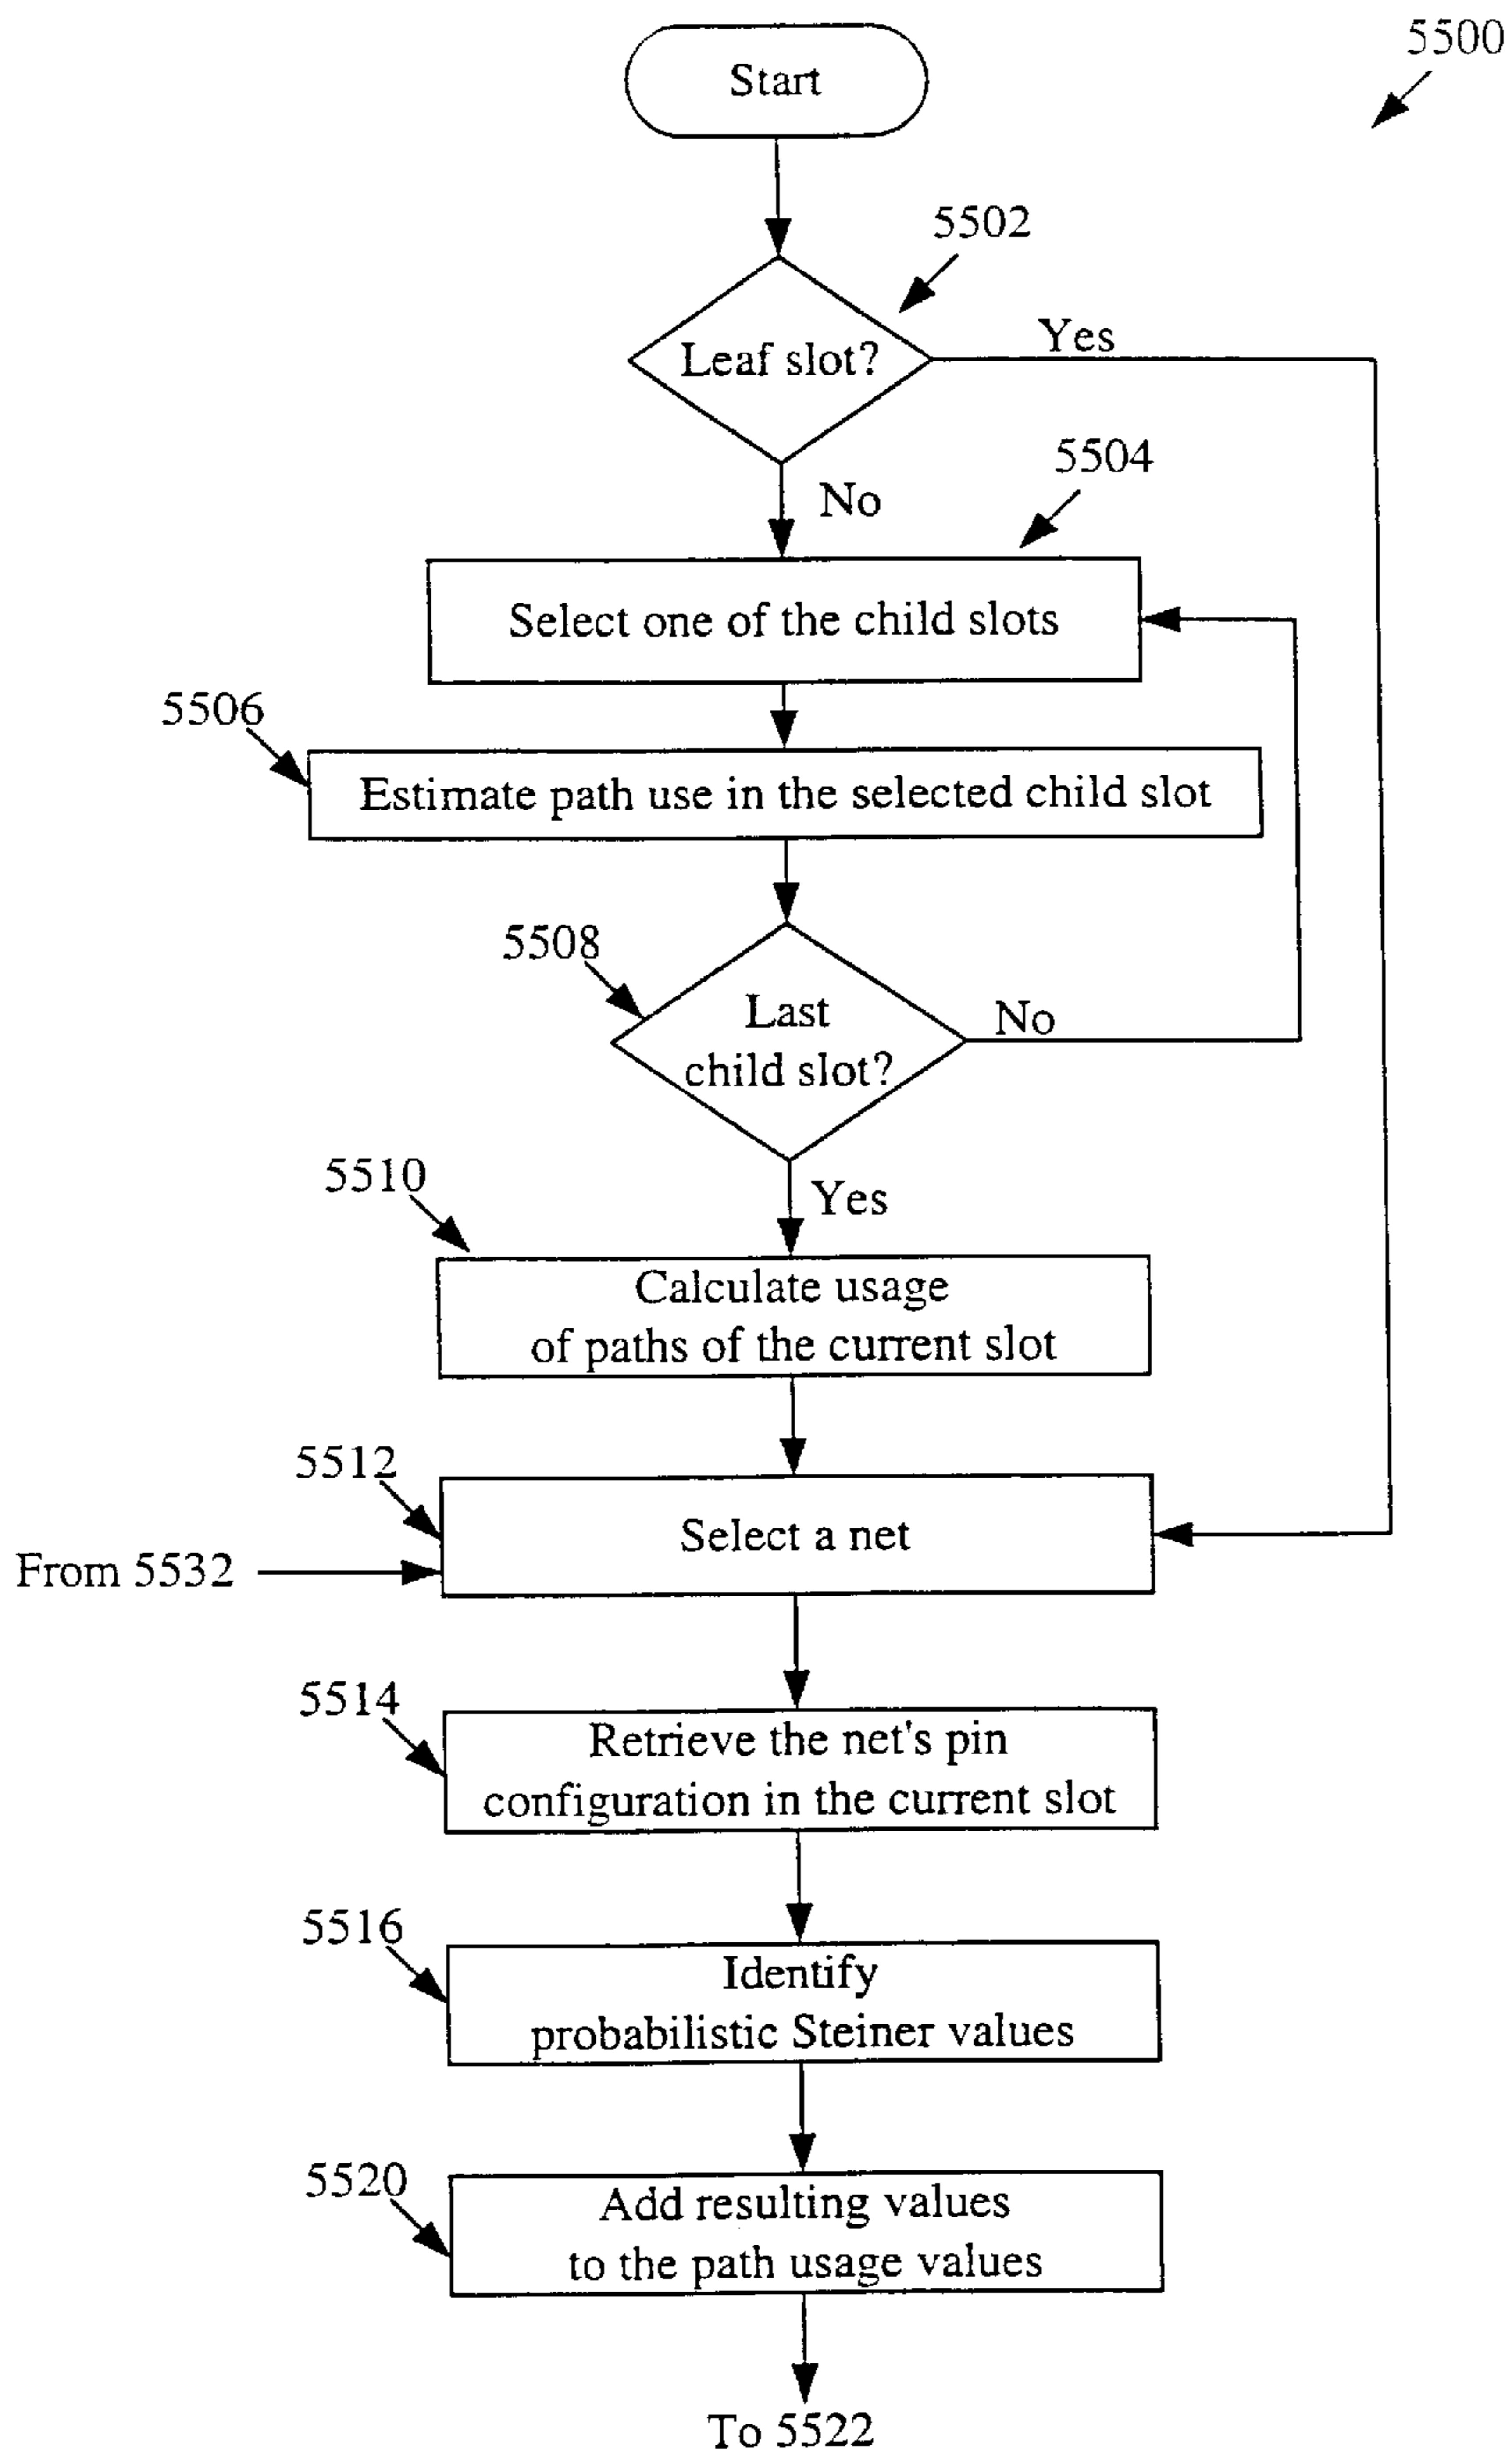 5500
Start
5502
Leaf slot?
Yes
No
5504
Select one of the child slots
5506
Estimate path use in the selected child slot
5508
Last
child slot?
No
Yes
5510
Calculate usage
of paths of the current slot
5512
Select a net
From 5532
5514
Retrieve the net's pin
configuration in the current slot
5516
Identify
probabilistic Steiner values
5520
Add resulting values
to the path usage values
To 5522